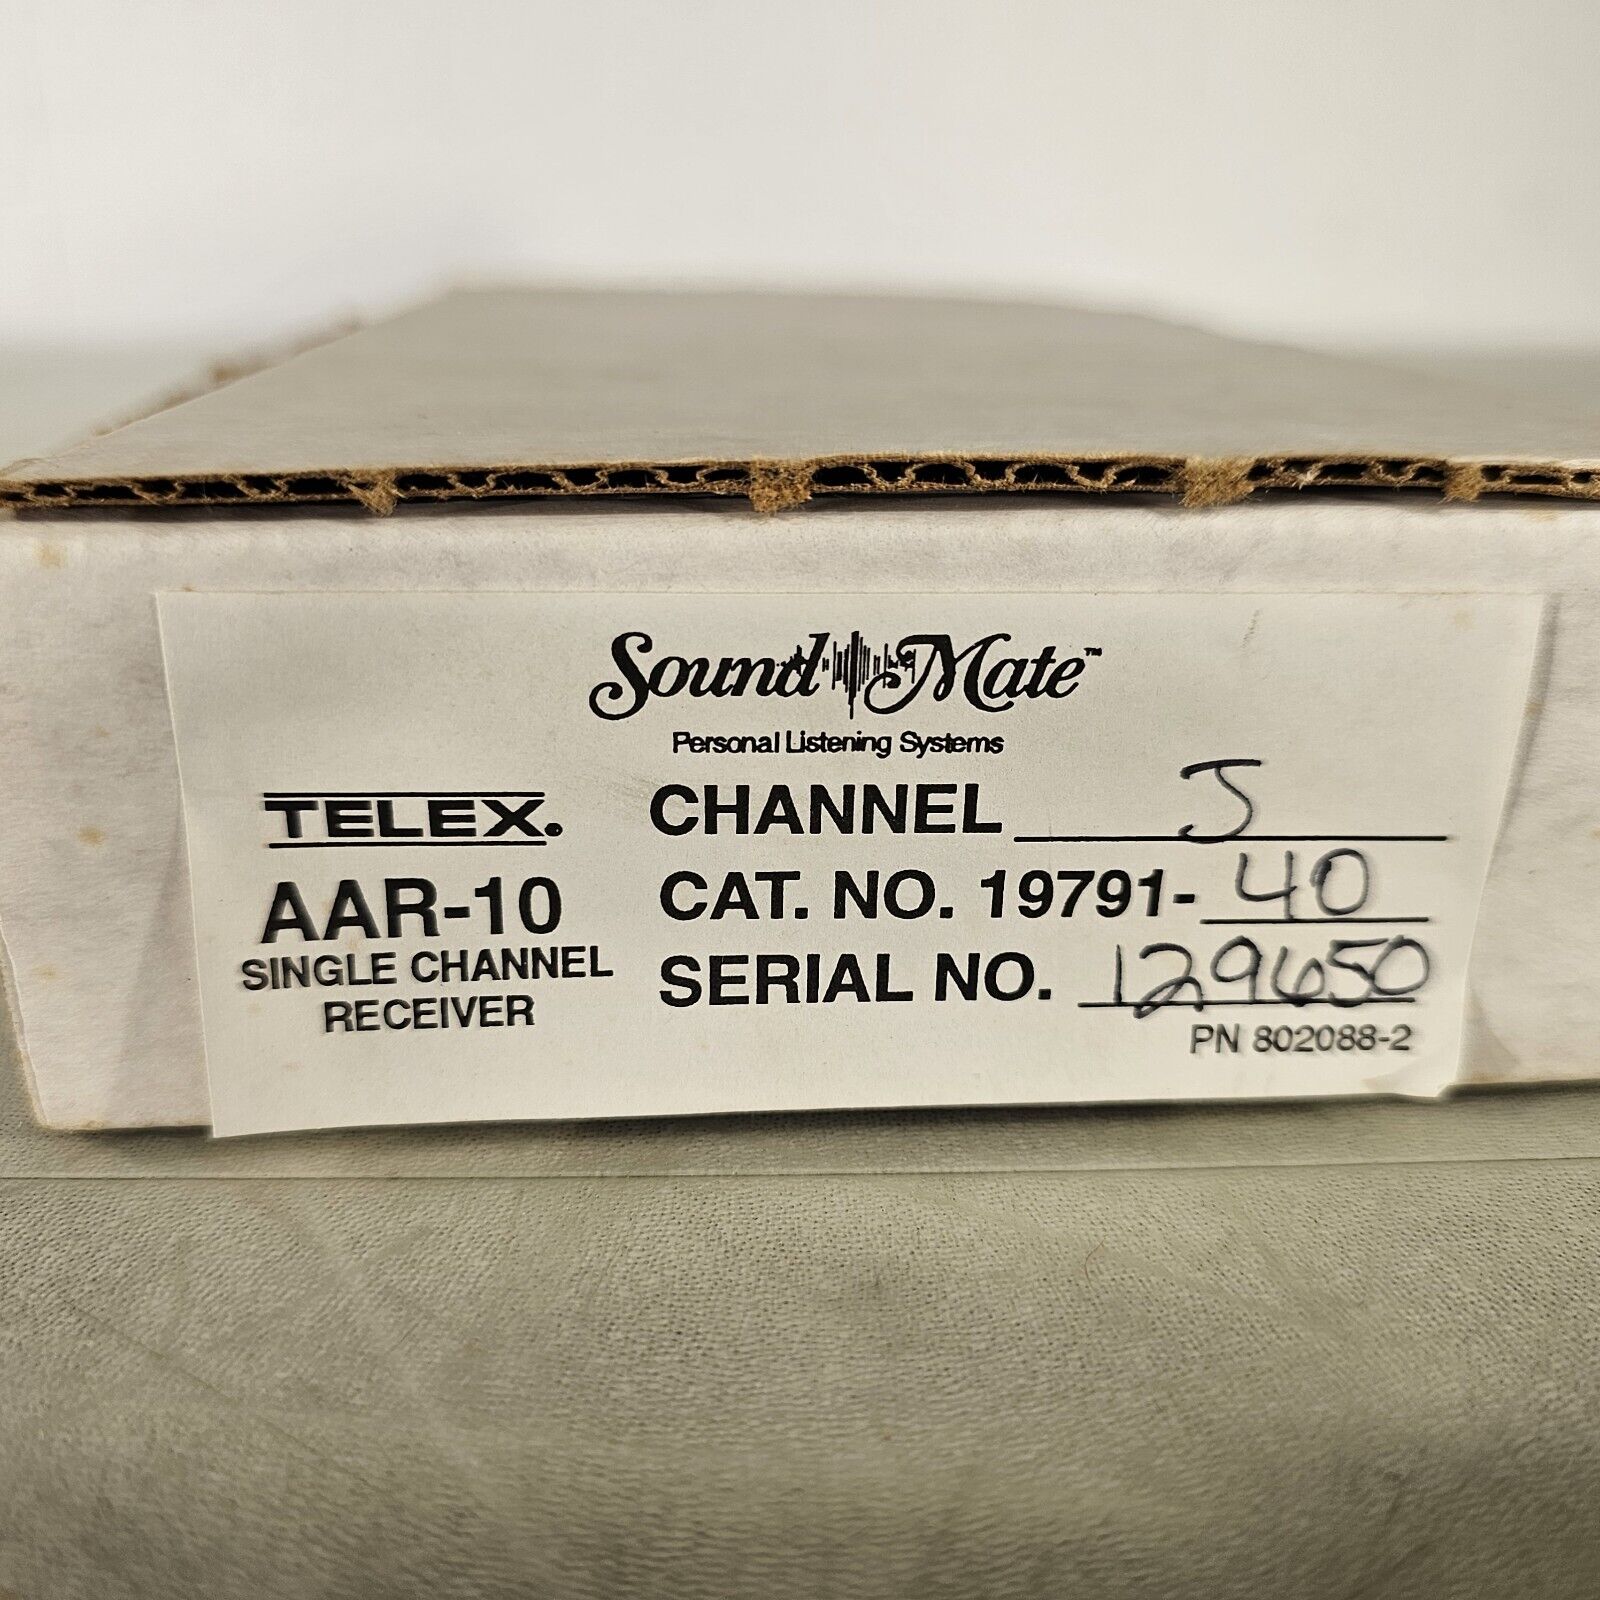 Sound Mate™
Personal Listening Systems
TELEX®
AAR-10
SINGLE CHANNEL
RECEIVER
CHANNEL J
CAT. NO. 19791-40
SERIAL NO. 129650
PN 802088-2